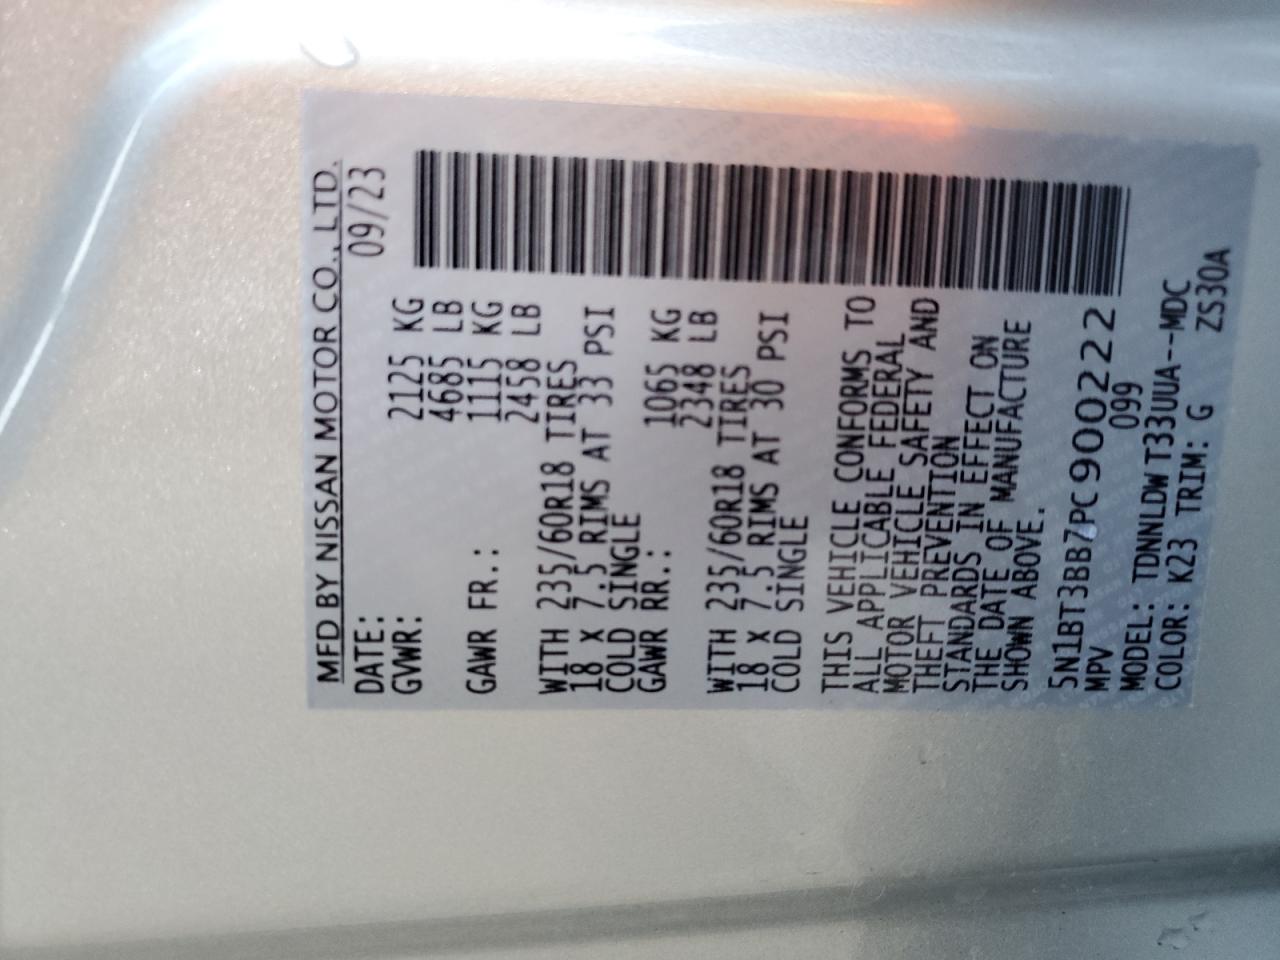 MFD BY NISSAN MOTOR CO., LTD.
DATE: 09/23
GVWR: 2125 KG
4685 LB
GAWR FR.: 1115 KG
2458 LB
WITH 235/60R18 TIRES
18 X 7.5 RIMS AT 33 PSI
COLD SINGLE
GAWR RR.: 1065 KG
2348 LB
WITH 235/60R18 TIRES
18 X 7.5 RIMS AT 30 PSI
COLD SINGLE
THIS VEHICLE CONFORMS TO
ALL APPLICABLE FEDERAL
MOTOR VEHICLE SAFETY AND
THEFT PREVENTION
STANDARDS IN EFFECT ON
THE DATE OF MANUFACTURE
SHOWN ABOVE.
5N1BT3BB7PC900222
MPV 099
MODEL: TDNNLDW T33UUA--MDC
COLOR: K23 TRIM: G ZS30A